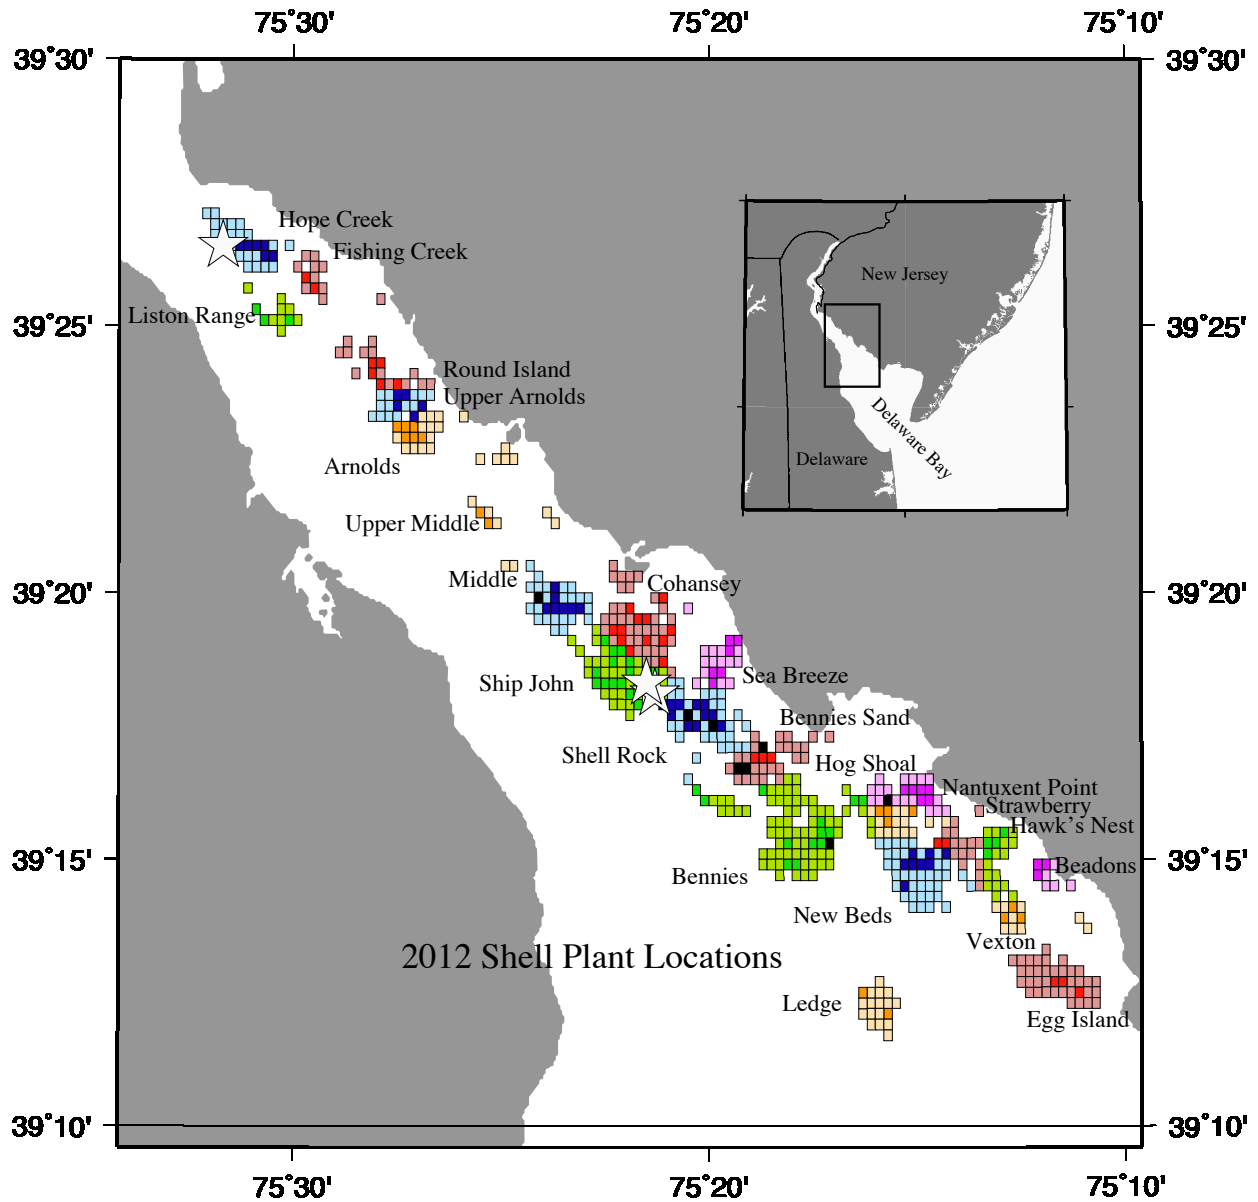 75°30' 75°20' 75°10'
39°30' 39°30'
Hope Creek
Fishing Creek
New Jersey
Liston Range
39°25' 39°25'
Round Island
Upper Arnolds
Delaware Bay
Arnolds
Delaware
Upper Middle
Middle
Cohansey
39°20' 39°20'
Sea Breeze
Ship John
Bennies Sand
Shell Rock
Hog Shoal
Nantuxent Point
Strawberry
Hawk's Nest
39°15' 39°15'
Beadons
Bennies
New Beds
Vexton
2012 Shell Plant Locations
Ledge
Egg Island
39°10' 39°10'
75°30' 75°20' 75°10'